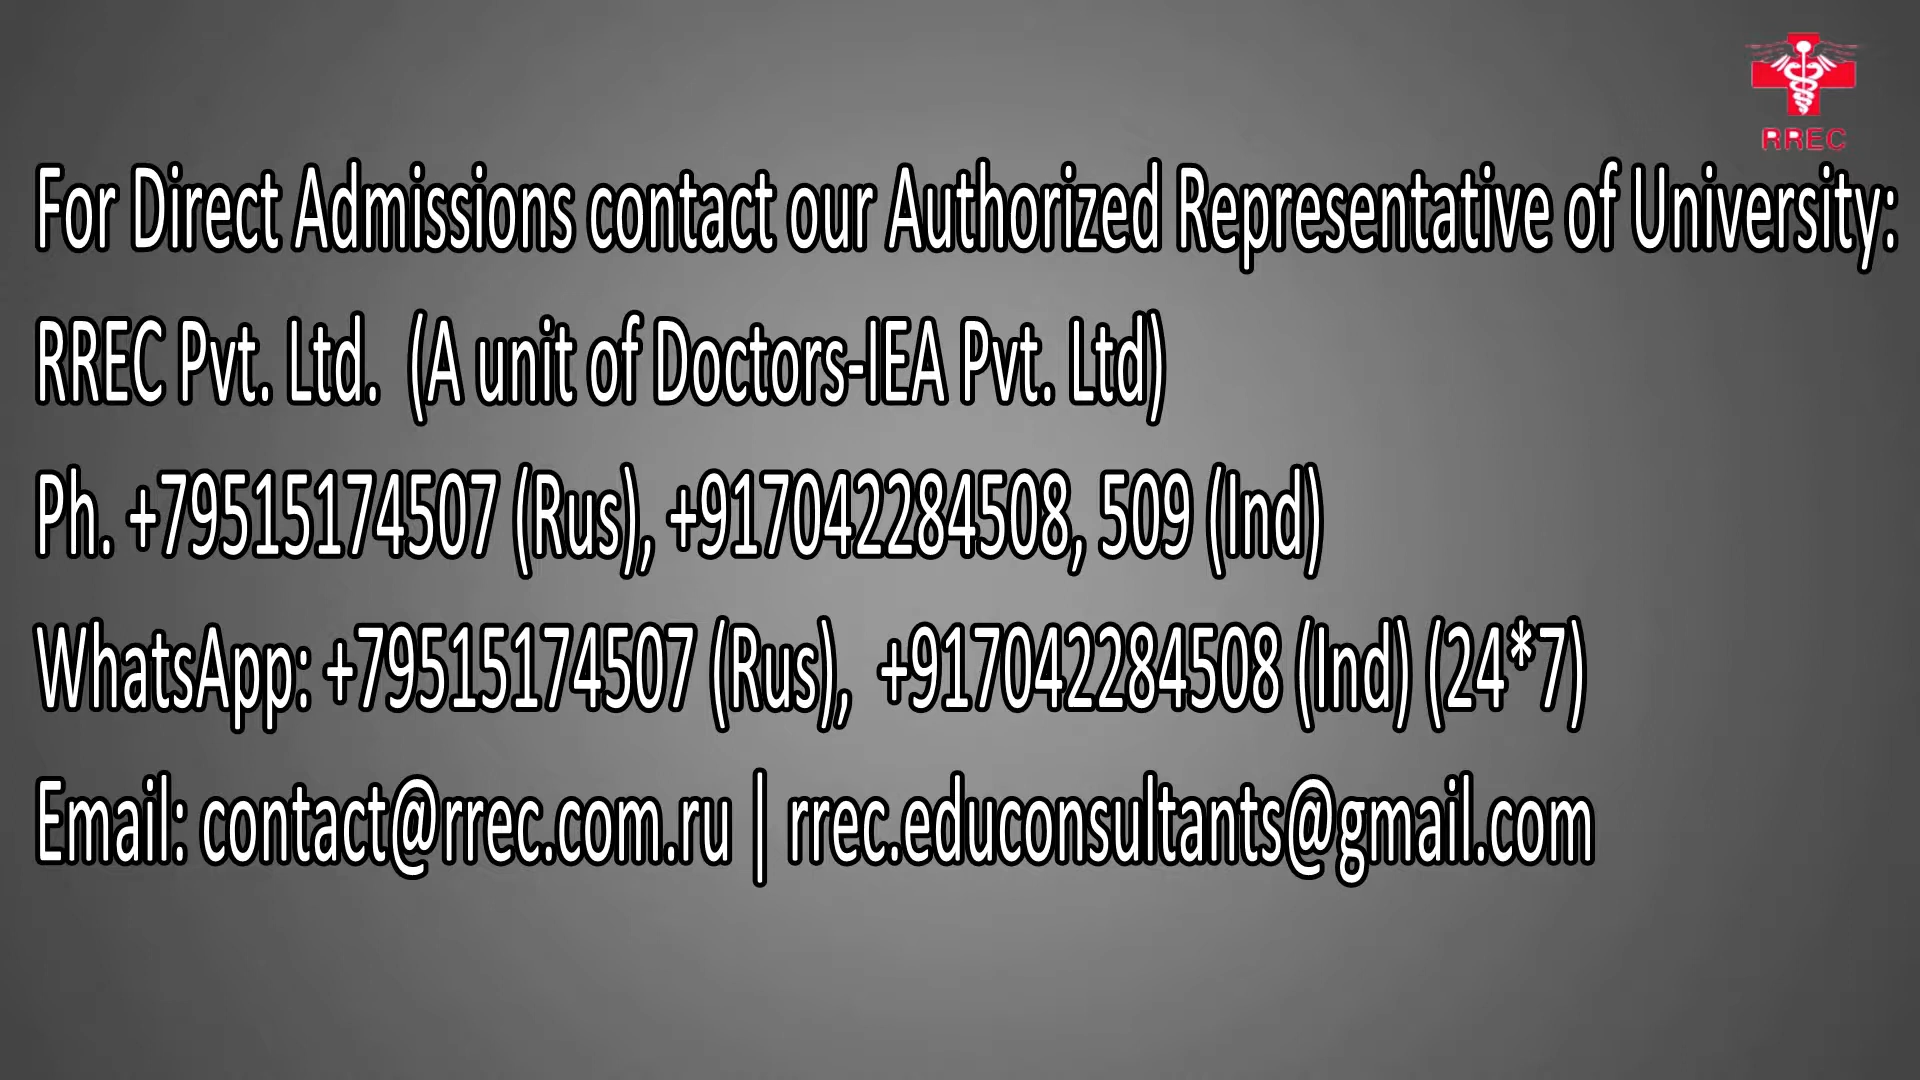 RREC
For Direct Admissions contact our Authorized Representative of University:
RREC Pvt. Ltd.  (A unit of Doctors-IEA Pvt. Ltd)
Ph. +79515174507 (Rus), +917042284508, 509 (Ind)
WhatsApp: +79515174507 (Rus),  +917042284508 (Ind) (24*7)
Email: contact@rrec.com.ru | rrec.educonsultants@gmail.com